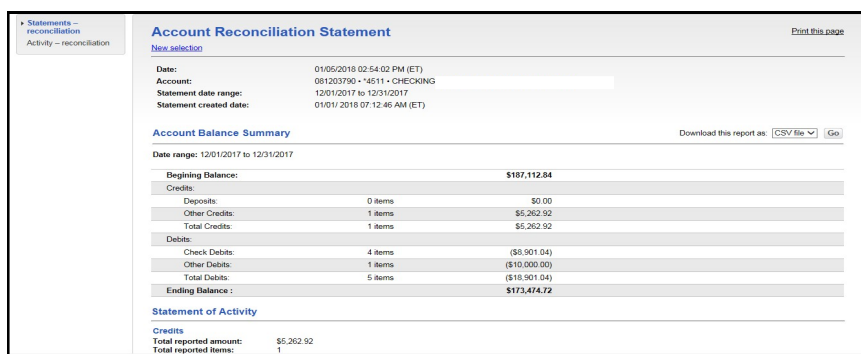 Statements –
reconciliation
Activity – reconciliation
Account Reconciliation Statement
Print this page
New selection
Date: 01/05/2018 02:54:02 PM (ET)
Account: 081203790 • *4511 • CHECKING
Statement date range: 12/01/2017 to 12/31/2017
Statement created date: 01/01/ 2018 07:12:46 AM (ET)
Account Balance Summary
Download this report as: CSV file Go
Date range: 12/01/2017 to 12/31/2017
Begining Balance: $187,112.84
Credits:
Deposits: 0 items $0.00
Other Credits: 1 items $5,262.92
Total Credits: 1 items $5,262.92
Debits:
Check Debits: 4 items ($8,901.04)
Other Debits: 1 items ($10,000.00)
Total Debits: 5 items ($18,901.04)
Ending Balance : $173,474.72
Statement of Activity
Credits
Total reported amount: $5,262.92
Total reported items: 1